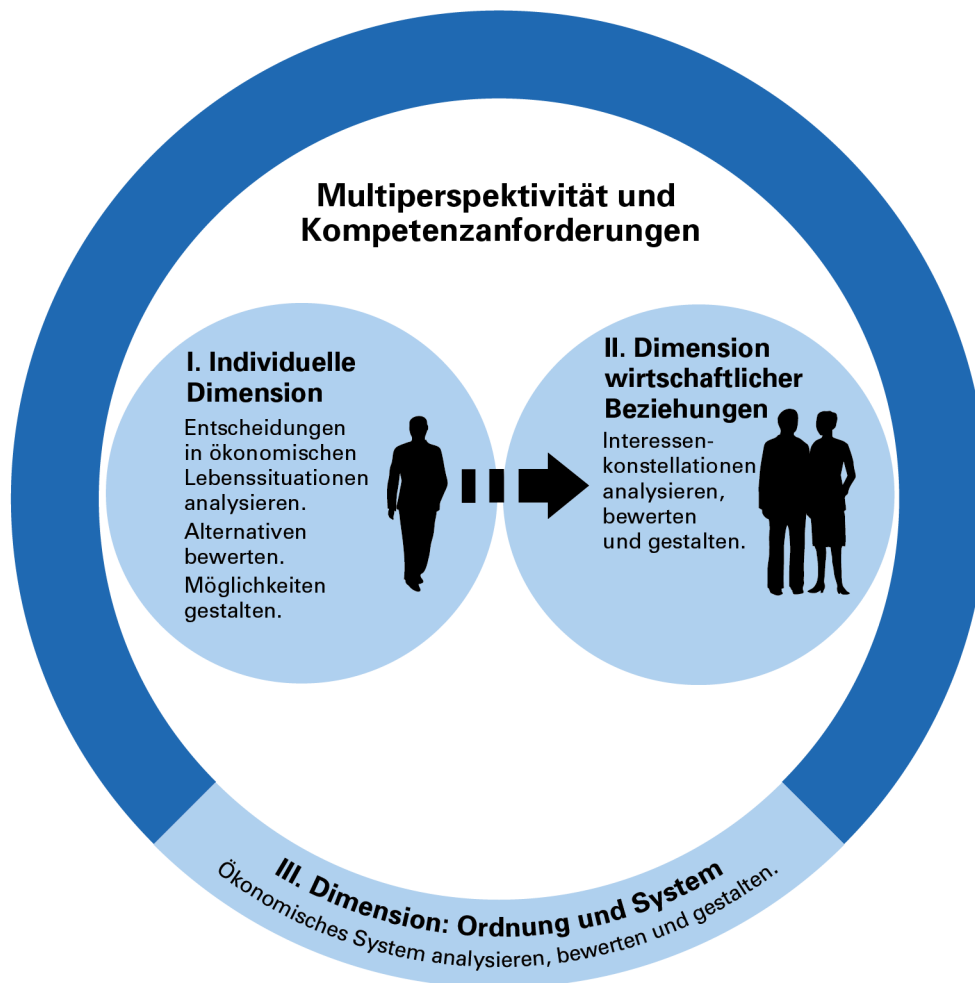 Multiperspektivität und
Kompetenzanforderungen
I. Individuelle
Dimension
Entscheidungen
in ökonomischen
Lebenssituationen
analysieren.
Alternativen
bewerten.
Möglichkeiten
gestalten.
II. Dimension
wirtschaftlicher
Beziehungen
Interessen-
konstellationen
analysieren,
bewerten
und gestalten.
III. Dimension: Ordnung und System
Ökonomisches System analysieren, bewerten und gestalten.